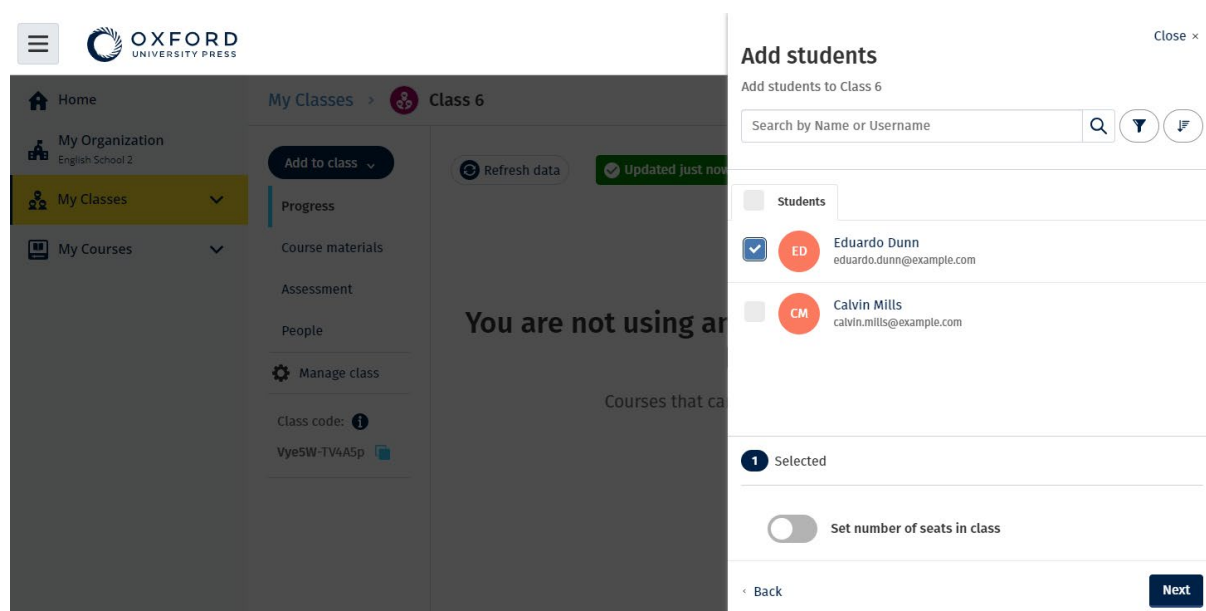 OXFORD
UNIVERSITY PRESS
Home
My Organization
English School 2
My Classes
My Courses
My Classes > Class 6
Add to class
Refresh data
Updated just now
Progress
Course materials
Assessment
People
Manage class
Class code:
Vye5W-TV4A5p
You are not using
Courses that
Close ×
Add students
Add students to Class 6
Search by Name or Username
Students
ED
Eduardo Dunn
eduardo.dunn@example.com
CM
Calvin Mills
calvin.mills@example.com
1 Selected
Set number of seats in class
‹ Back
Next